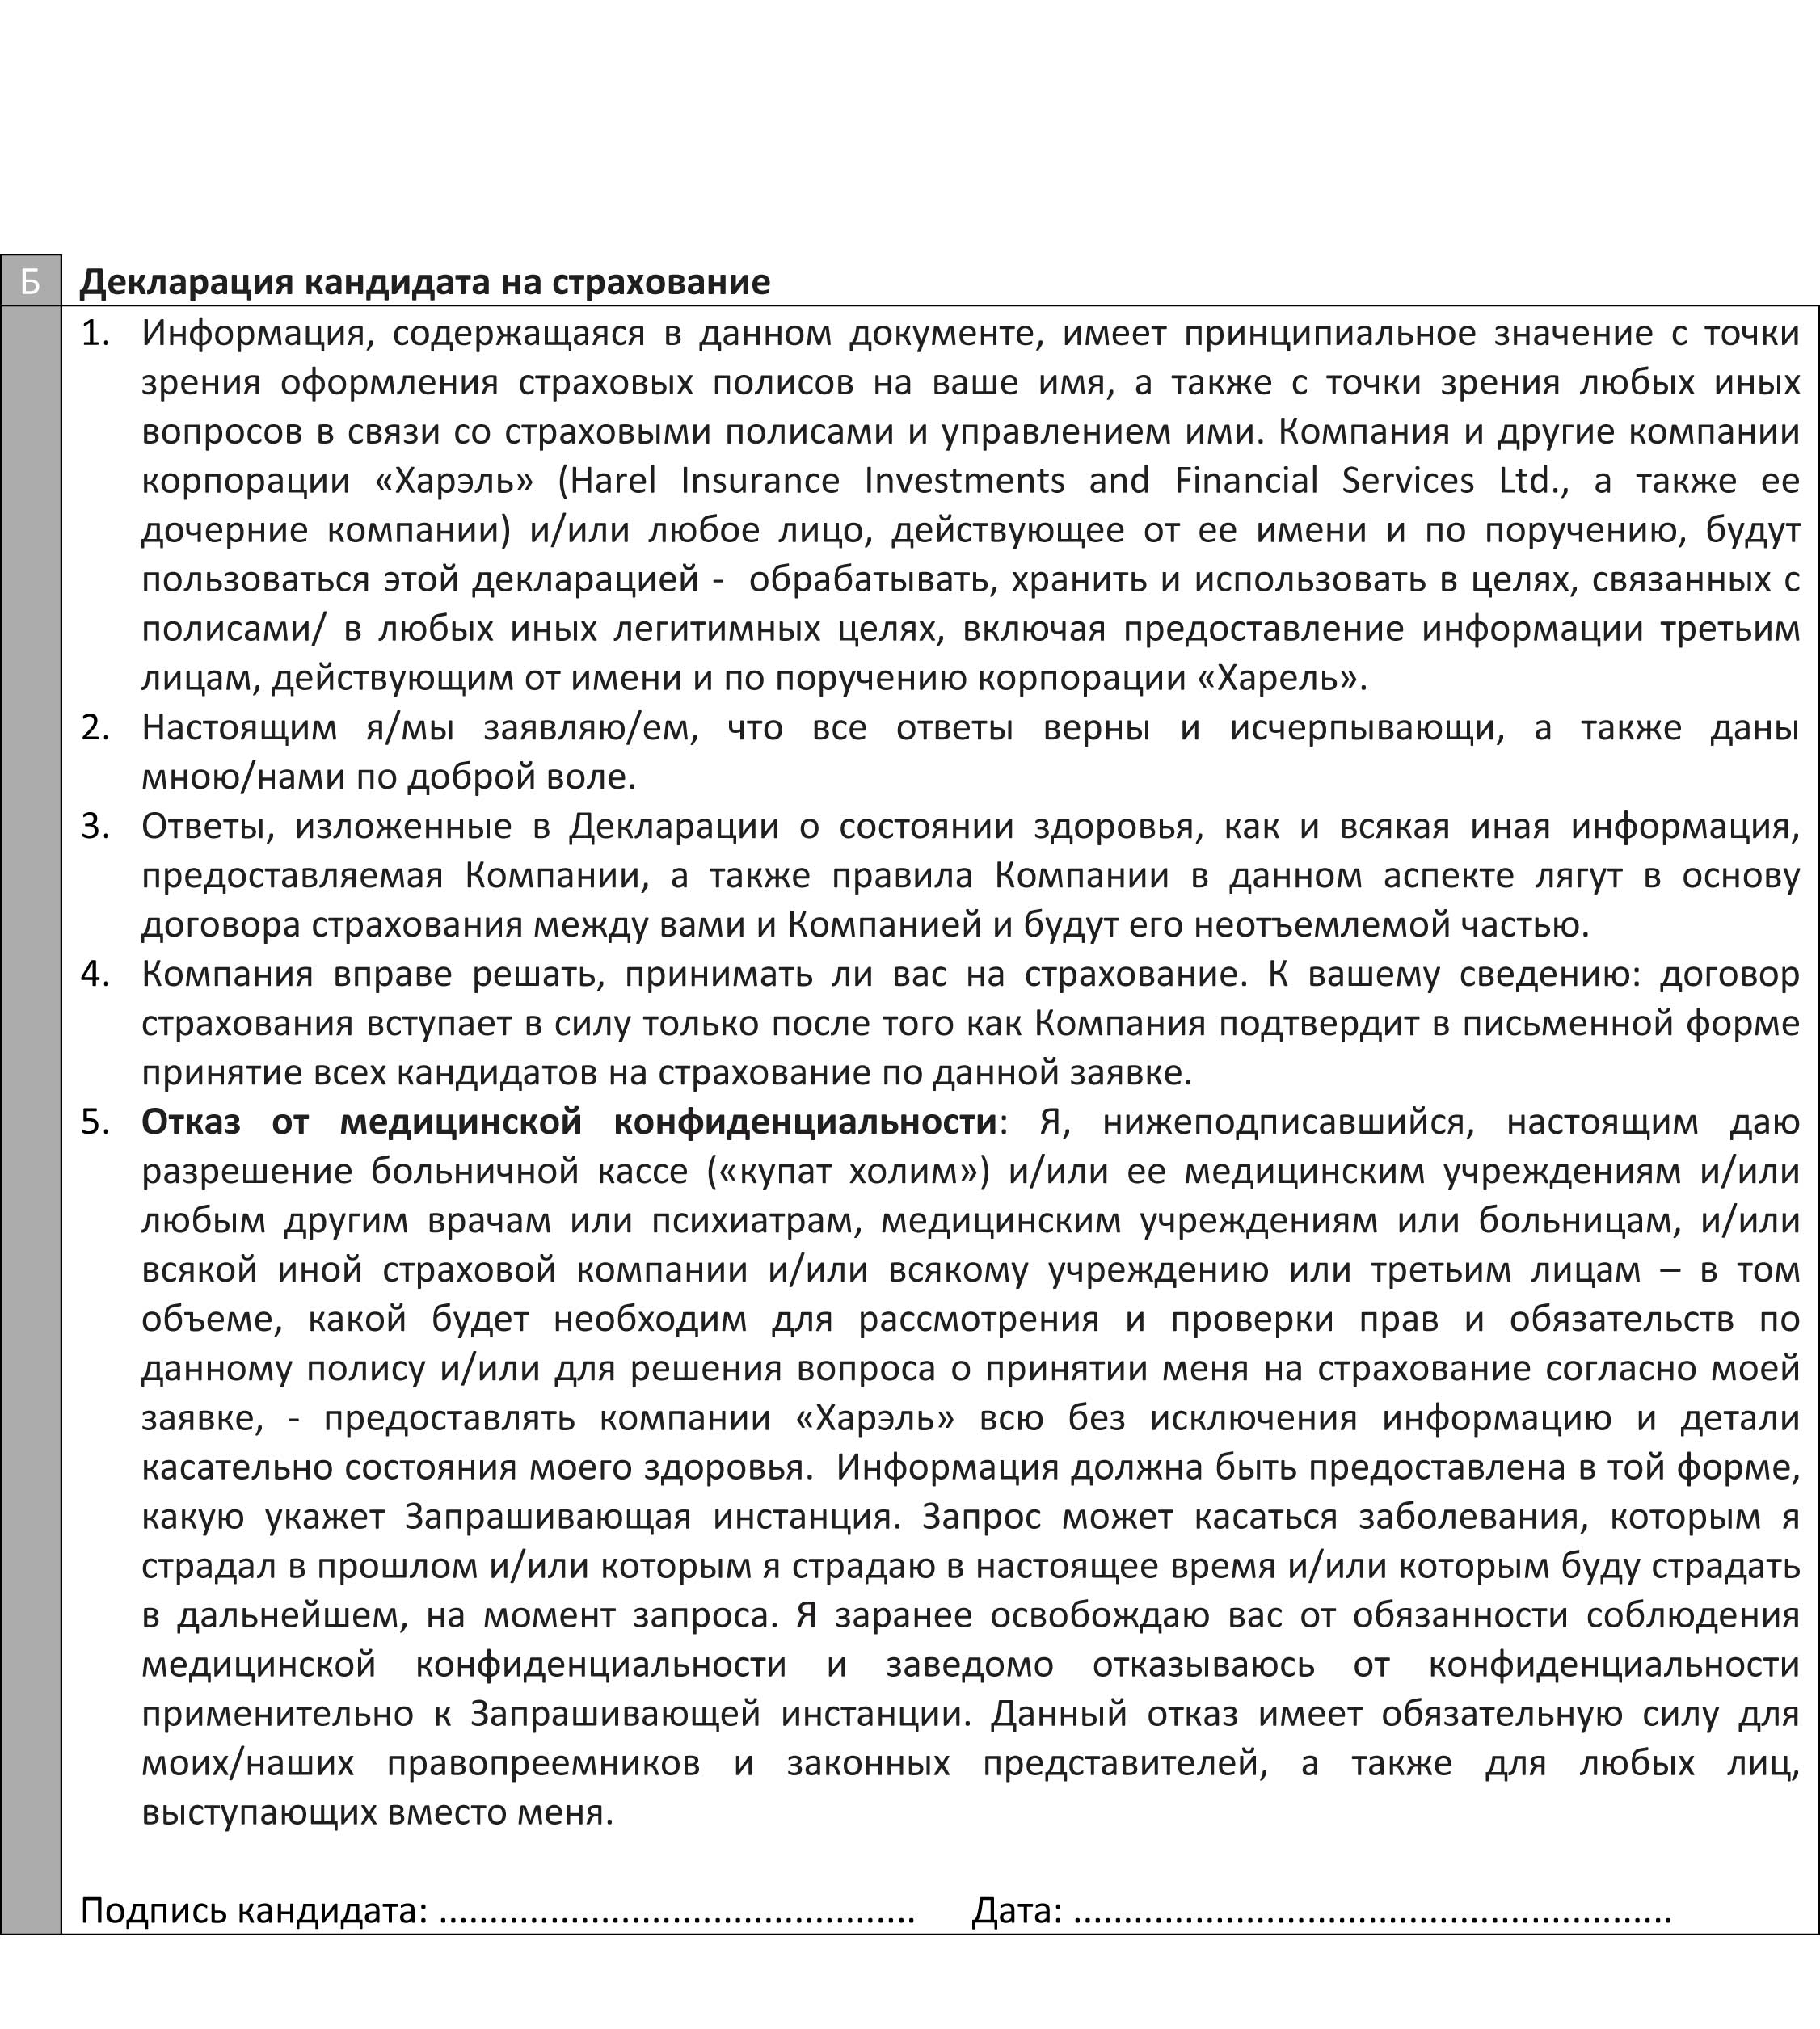 Б Декларация кандидата на страхование
1. Информация, содержащаяся в данном документе, имеет принципиальное значение с точки
зрения оформления страховых полисов на ваше имя, а также с точки зрения любых иных
вопросов в связи со страховыми полисами и управлением ими. Компания и другие компании
корпорации «Харэль» (Harel Insurance Investments and Financial Services Ltd., а также ее
дочерние компании) и/или любое лицо, действующее от ее имени и по поручению, будут
пользоваться этой декларацией - обрабатывать, хранить и использовать в целях, связанных с
полисами/ в любых иных легитимных целях, включая предоставление информации третьим
лицам, действующим от имени и по поручению корпорации «Харель».
2. Настоящим я/мы заявляю/ем, что все ответы верны и исчерпывающи, а также даны
мною/нами по доброй воле.
3. Ответы, изложенные в Декларации о состоянии здоровья, как и всякая иная информация,
предоставляемая Компании, а также правила Компании в данном аспекте лягут в основу
договора страхования между вами и Компанией и будут его неотъемлемой частью.
4. Компания вправе решать, принимать ли вас на страхование. К вашему сведению: договор
страхования вступает в силу только после того как Компания подтвердит в письменной форме
принятие всех кандидатов на страхование по данной заявке.
5. Отказ от медицинской конфиденциальности: Я, нижеподписавшийся, настоящим даю
разрешение больничной кассе («купат холим») и/или ее медицинским учреждениям и/или
любым другим врачам или психиатрам, медицинским учреждениям или больницам, и/или
всякой иной страховой компании и/или всякому учреждению или третьим лицам – в том
объеме, какой будет необходим для рассмотрения и проверки прав и обязательств по
данному полису и/или для решения вопроса о принятии меня на страхование согласно моей
заявке, - предоставлять компании «Харэль» всю без исключения информацию и детали
касательно состояния моего здоровья. Информация должна быть предоставлена в той форме,
какую укажет Запрашивающая инстанция. Запрос может касаться заболевания, которым я
страдал в прошлом и/или которым я страдаю в настоящее время и/или которым буду страдать
в дальнейшем, на момент запроса. Я заранее освобождаю вас от обязанности соблюдения
медицинской конфиденциальности и заведомо отказываюсь от конфиденциальности
применительно к Запрашивающей инстанции. Данный отказ имеет обязательную силу для
моих/наших правопреемников и законных представителей, а также для любых лиц,
выступающих вместо меня.
Подпись кандидата: ............................................... Дата: ...........................................................